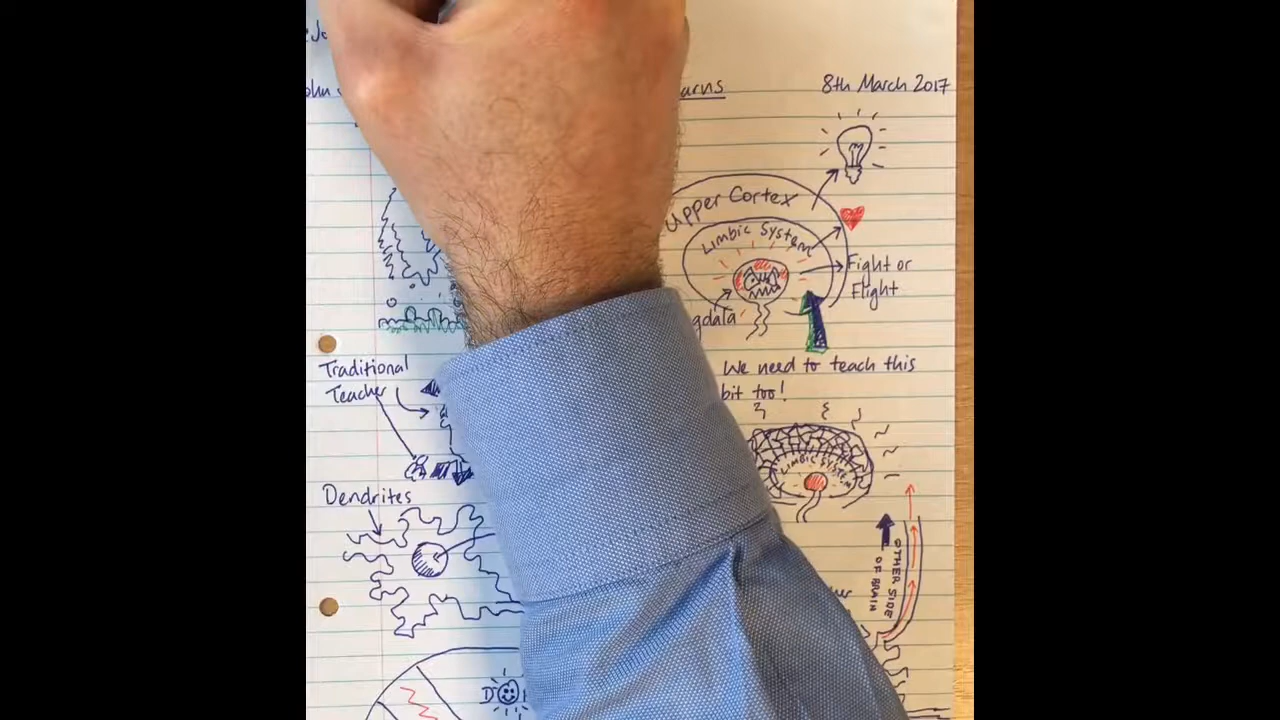 8th March 2017
Upper Cortex
Limbic System
Fight or
Flight
We need to teach this
bit too!
Traditional
Teacher
LIMBIC SYSTEM
Dendrites
OTHER SIDE
OF BRAIN